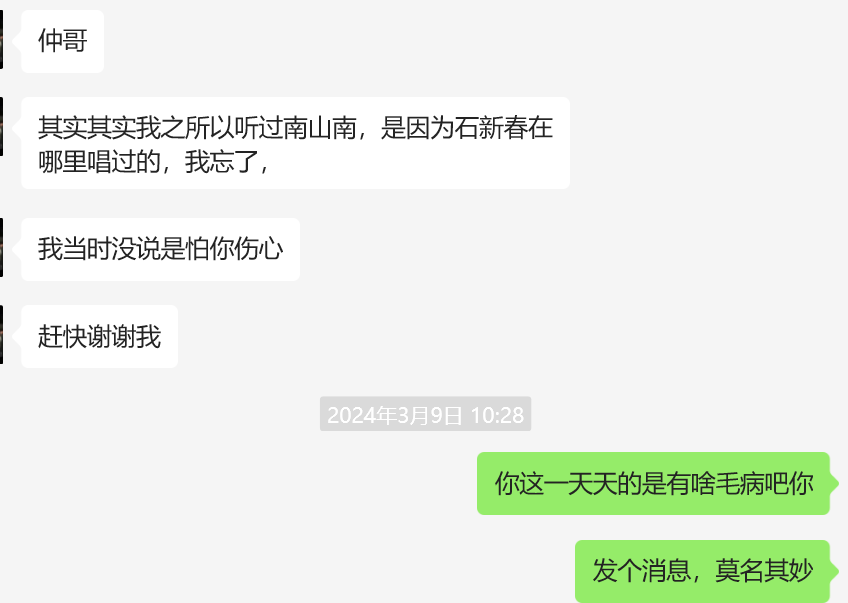 仲哥
其实其实我之所以听过南山南，是因为石新春在
哪里唱过的，我忘了，
我当时没说是怕你伤心
赶快谢谢我
2024年3月9日 10:28
你这一天天的是有啥毛病吧你
发个消息，莫名其妙